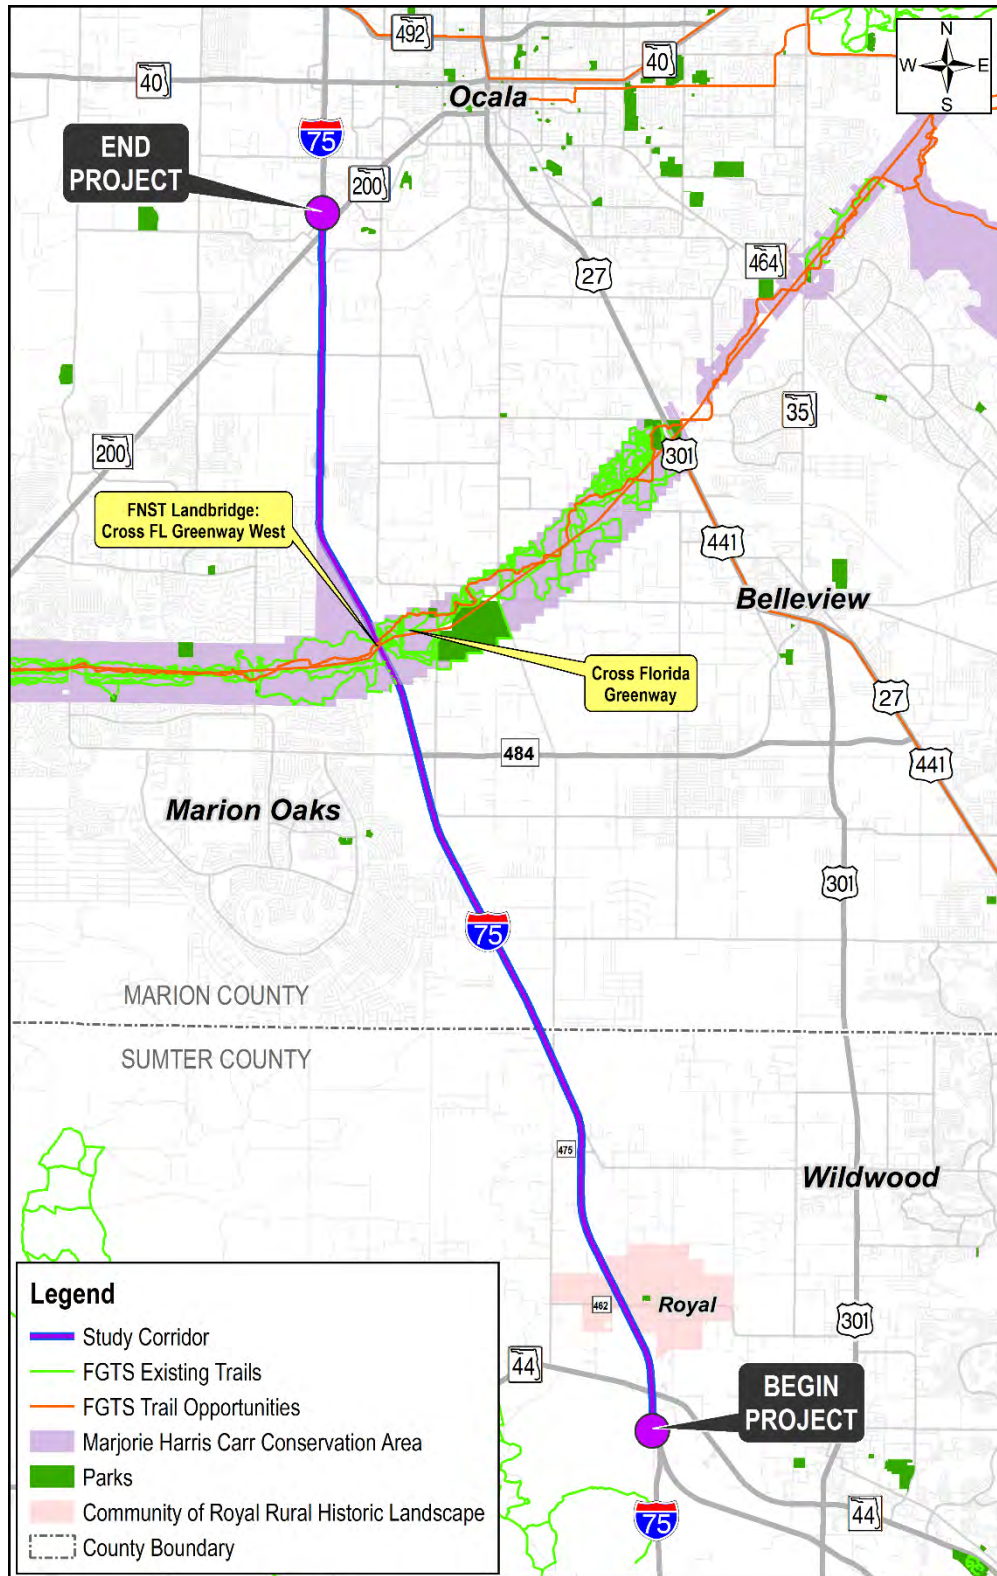 492
N
W E
S
40
40
Ocala
75
END
PROJECT
200
464
27
35
200
301
FNST Landbridge:
Cross FL Greenway West
441
Belleview
Cross Florida
Greenway
27
484
441
Marion Oaks
301
75
MARION COUNTY
SUMTER COUNTY
475
Wildwood
462
Royal
301
44
BEGIN
PROJECT
75
44
Legend
Study Corridor
FGTS Existing Trails
FGTS Trail Opportunities
Marjorie Harris Carr Conservation Area
Parks
Community of Royal Rural Historic Landscape
County Boundary